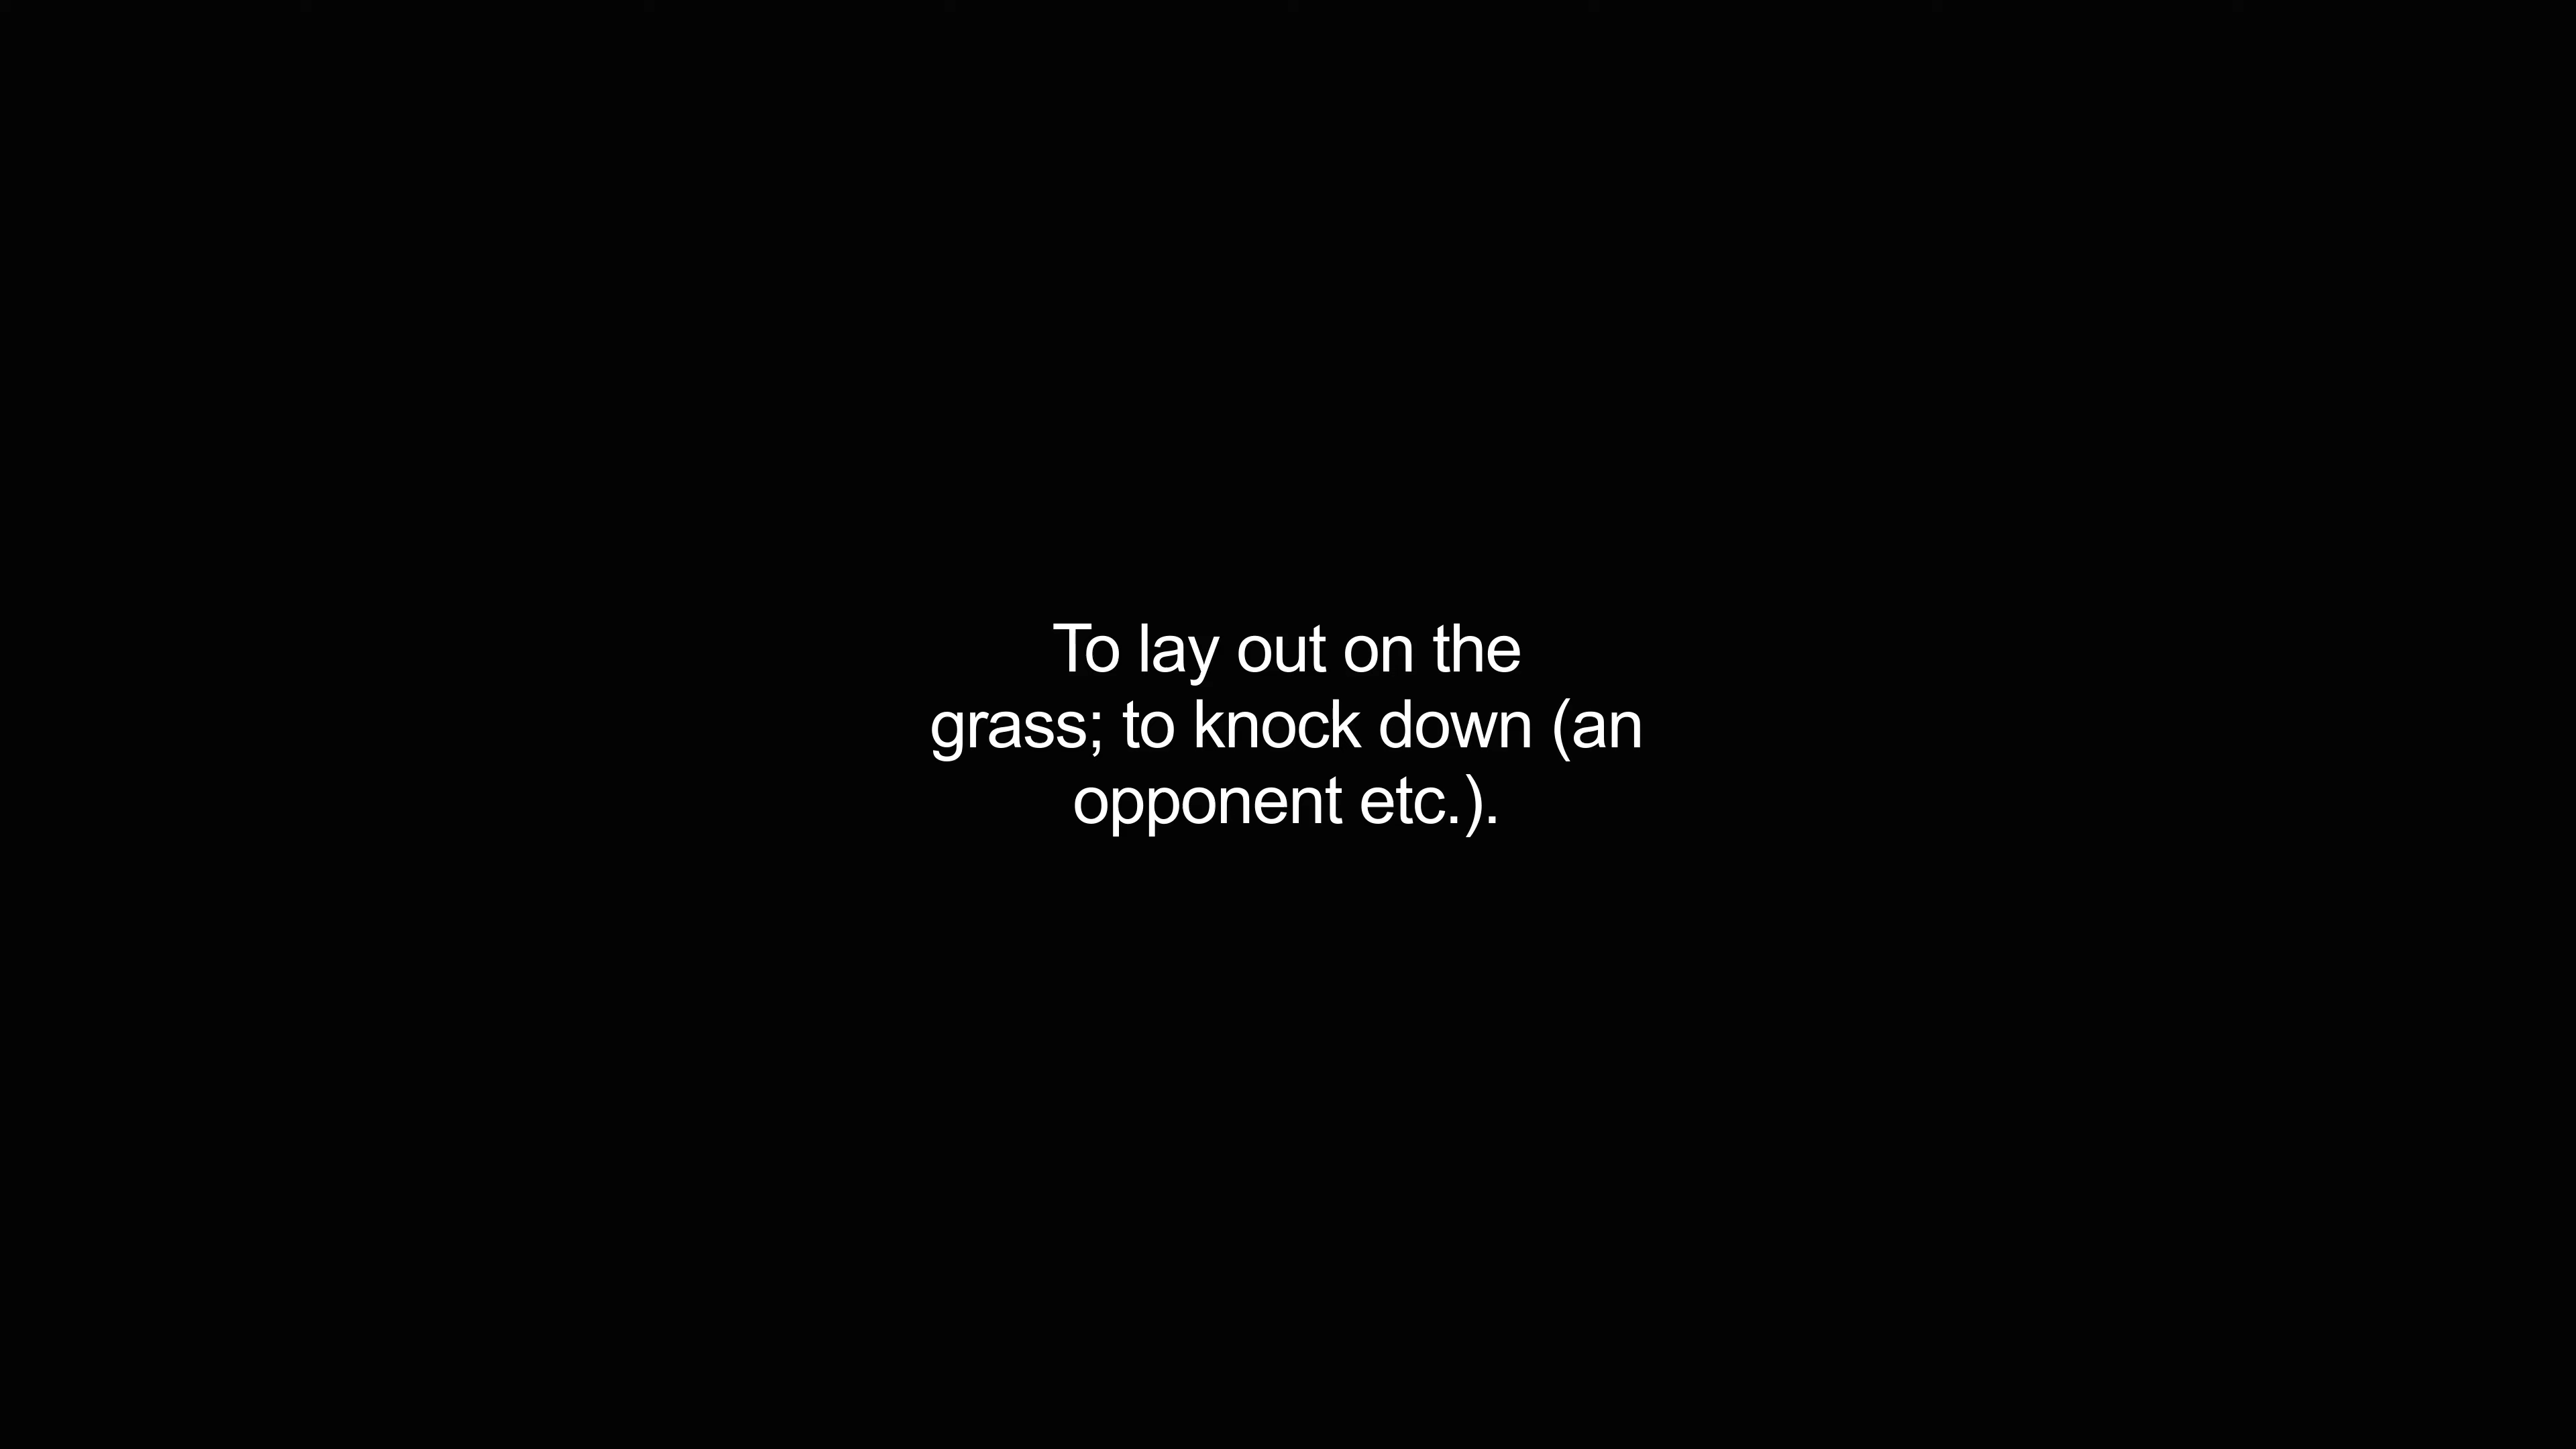 To lay out on the
grass; to knock down (an
opponent etc.).